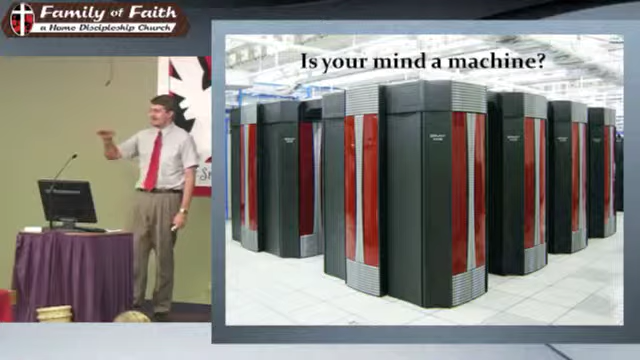 Family of Faith
a Home Discipleship Church
Is your mind a machine?